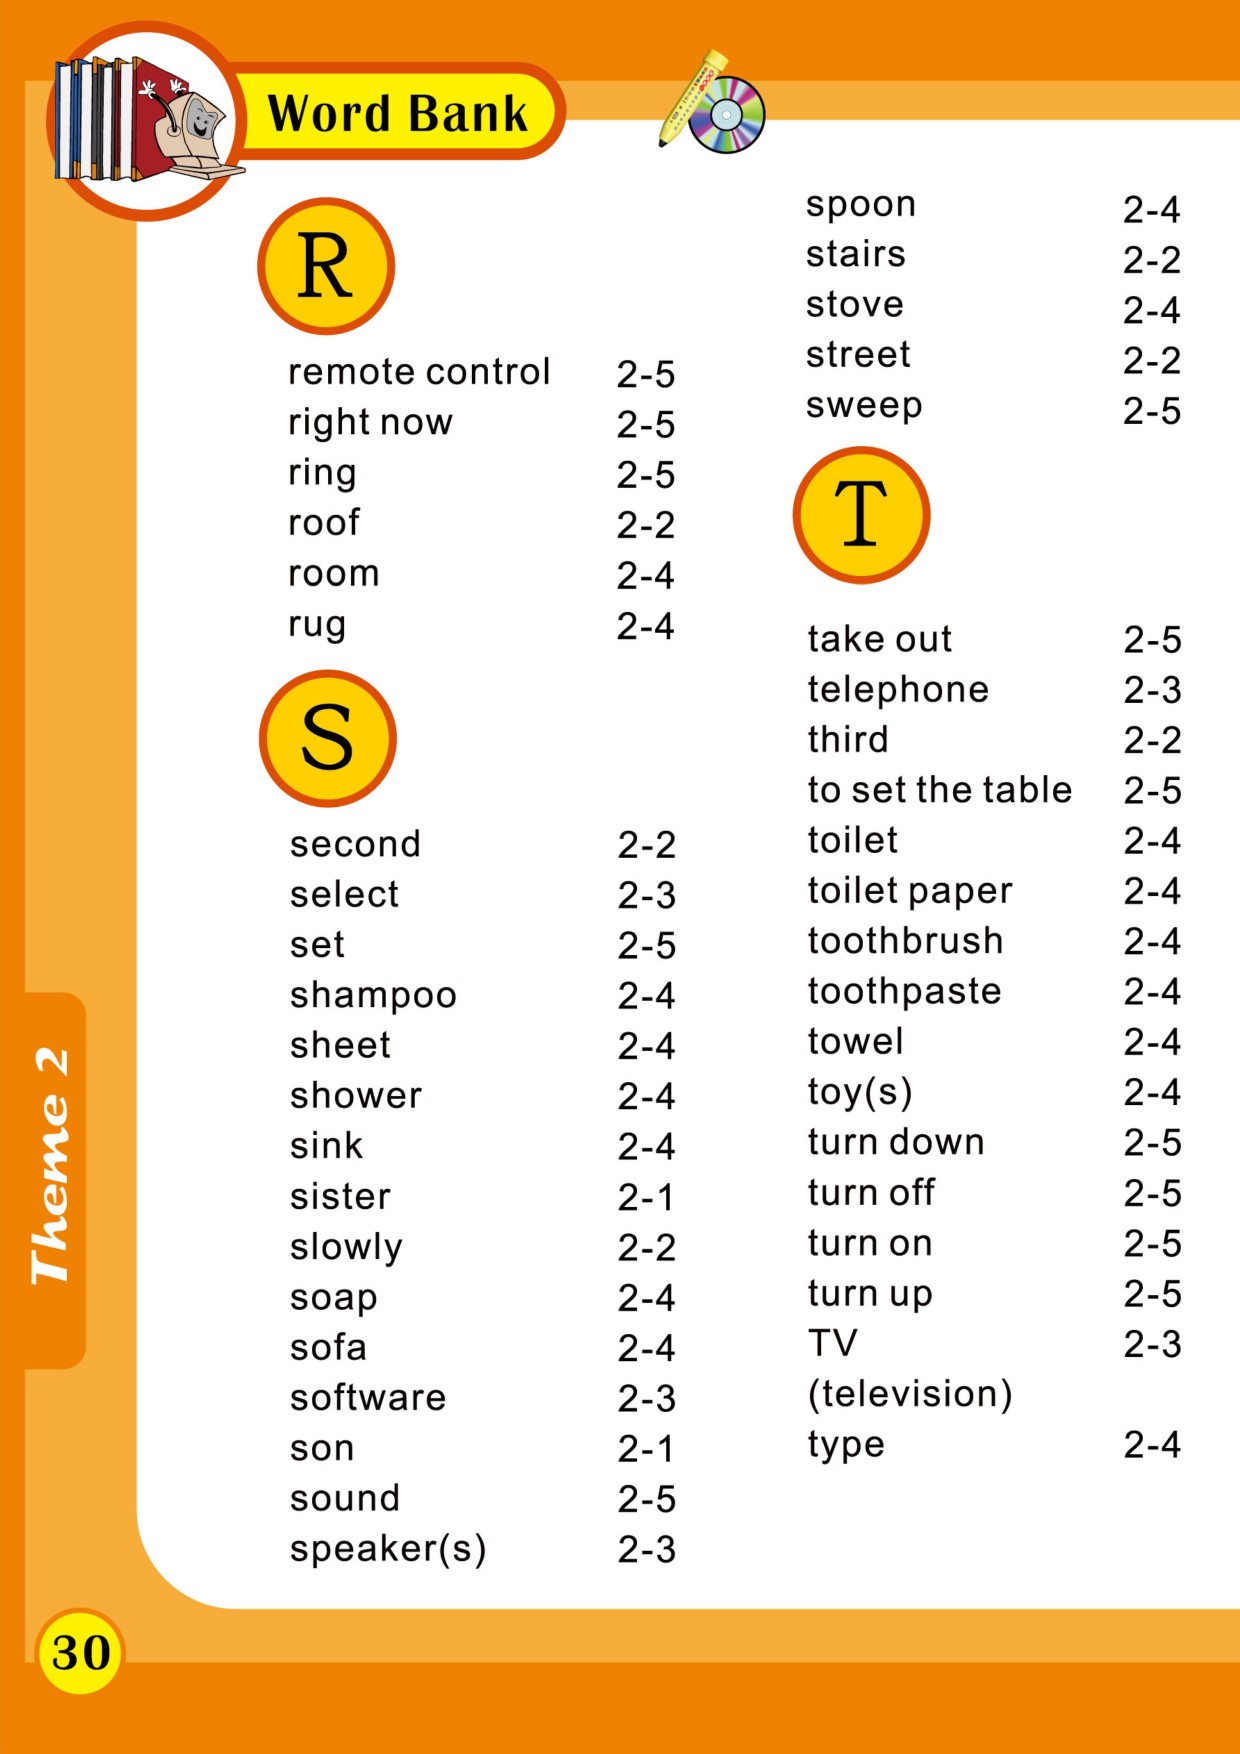 Word Bank
R
remote control 2-5
right now 2-5
ring 2-5
roof 2-2
room 2-4
rug 2-4
S
second 2-2
select 2-3
set 2-5
shampoo 2-4
sheet 2-4
shower 2-4
sink 2-4
sister 2-1
slowly 2-2
soap 2-4
sofa 2-4
software 2-3
son 2-1
sound 2-5
speaker(s) 2-3
spoon 2-4
stairs 2-2
stove 2-4
street 2-2
sweep 2-5
T
take out 2-5
telephone 2-3
third 2-2
to set the table 2-5
toilet 2-4
toilet paper 2-4
toothbrush 2-4
toothpaste 2-4
towel 2-4
toy(s) 2-4
turn down 2-5
turn off 2-5
turn on 2-5
turn up 2-5
TV 2-3
(television)
type 2-4
Theme 2
30